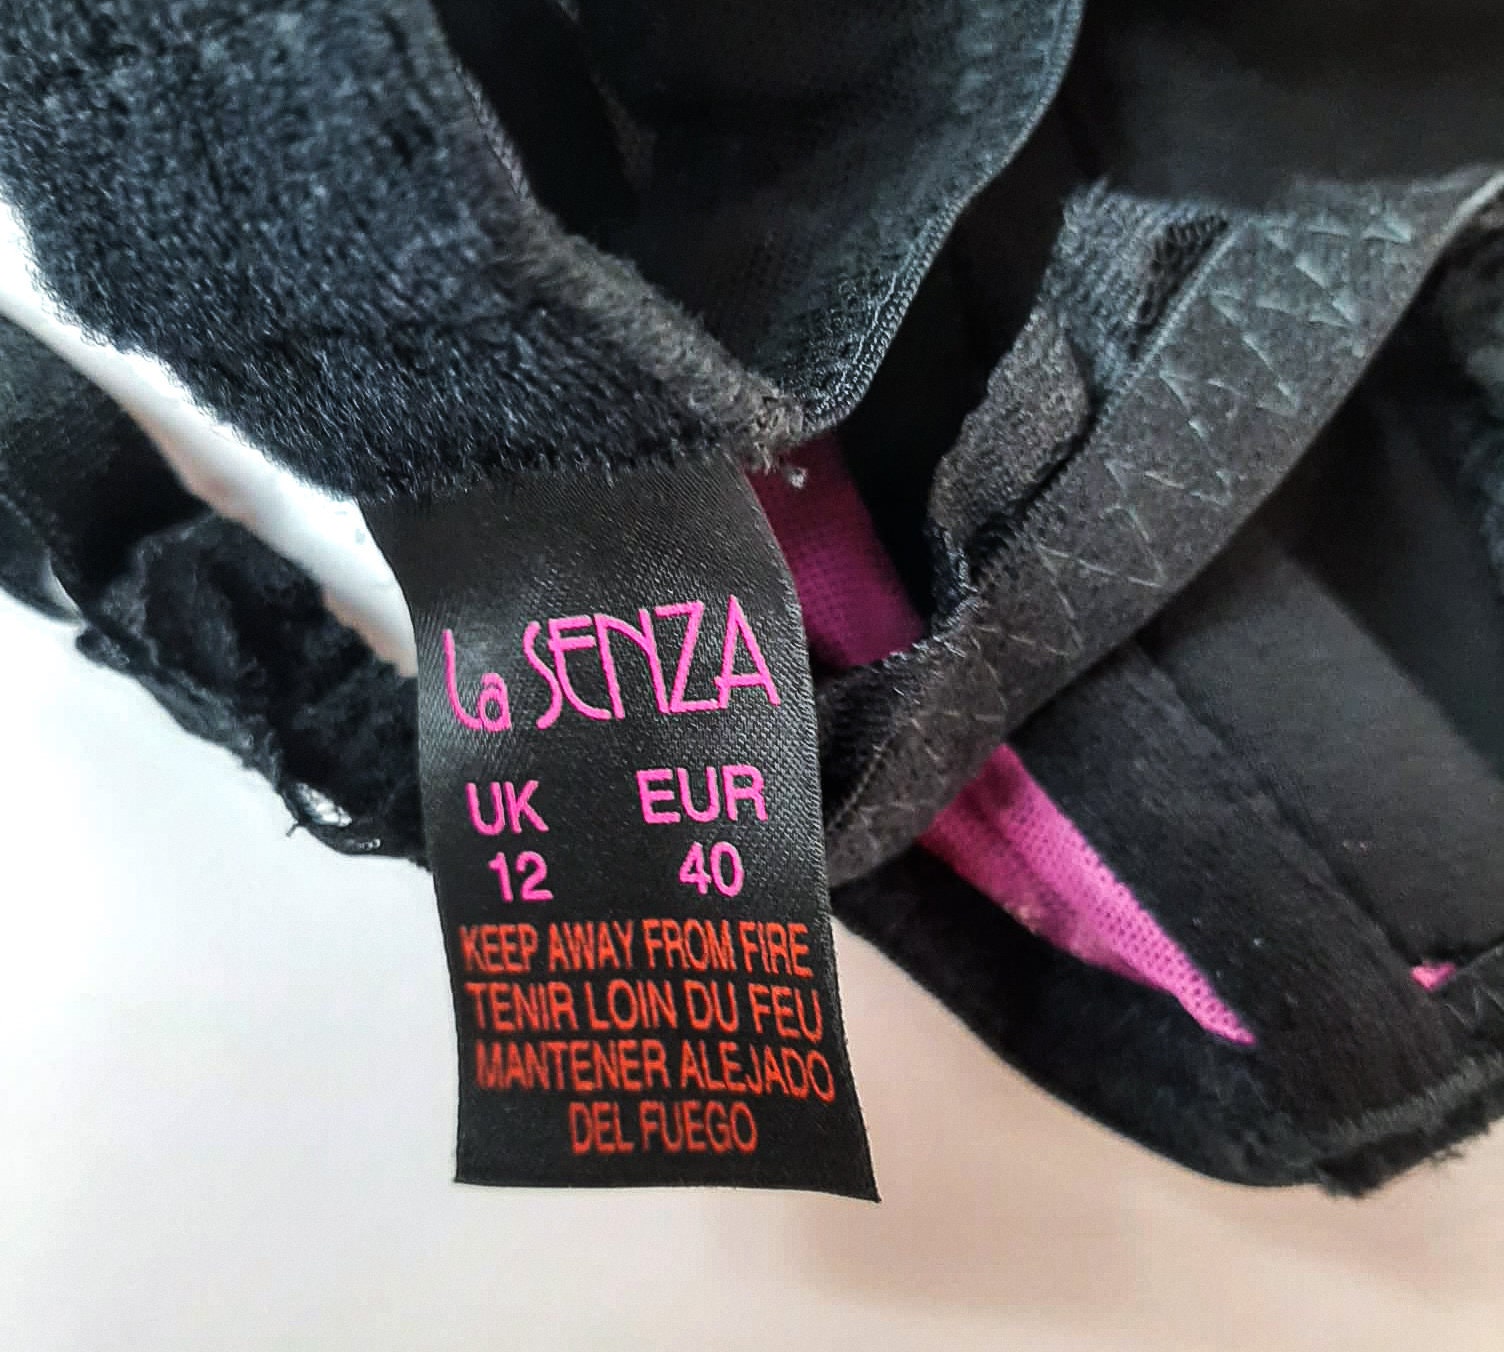 La SENZA
UK EUR
12 40
KEEP AWAY FROM FIRE
TENIR LOIN DU FEU
MANTENER ALEJADO
DEL FUEGO